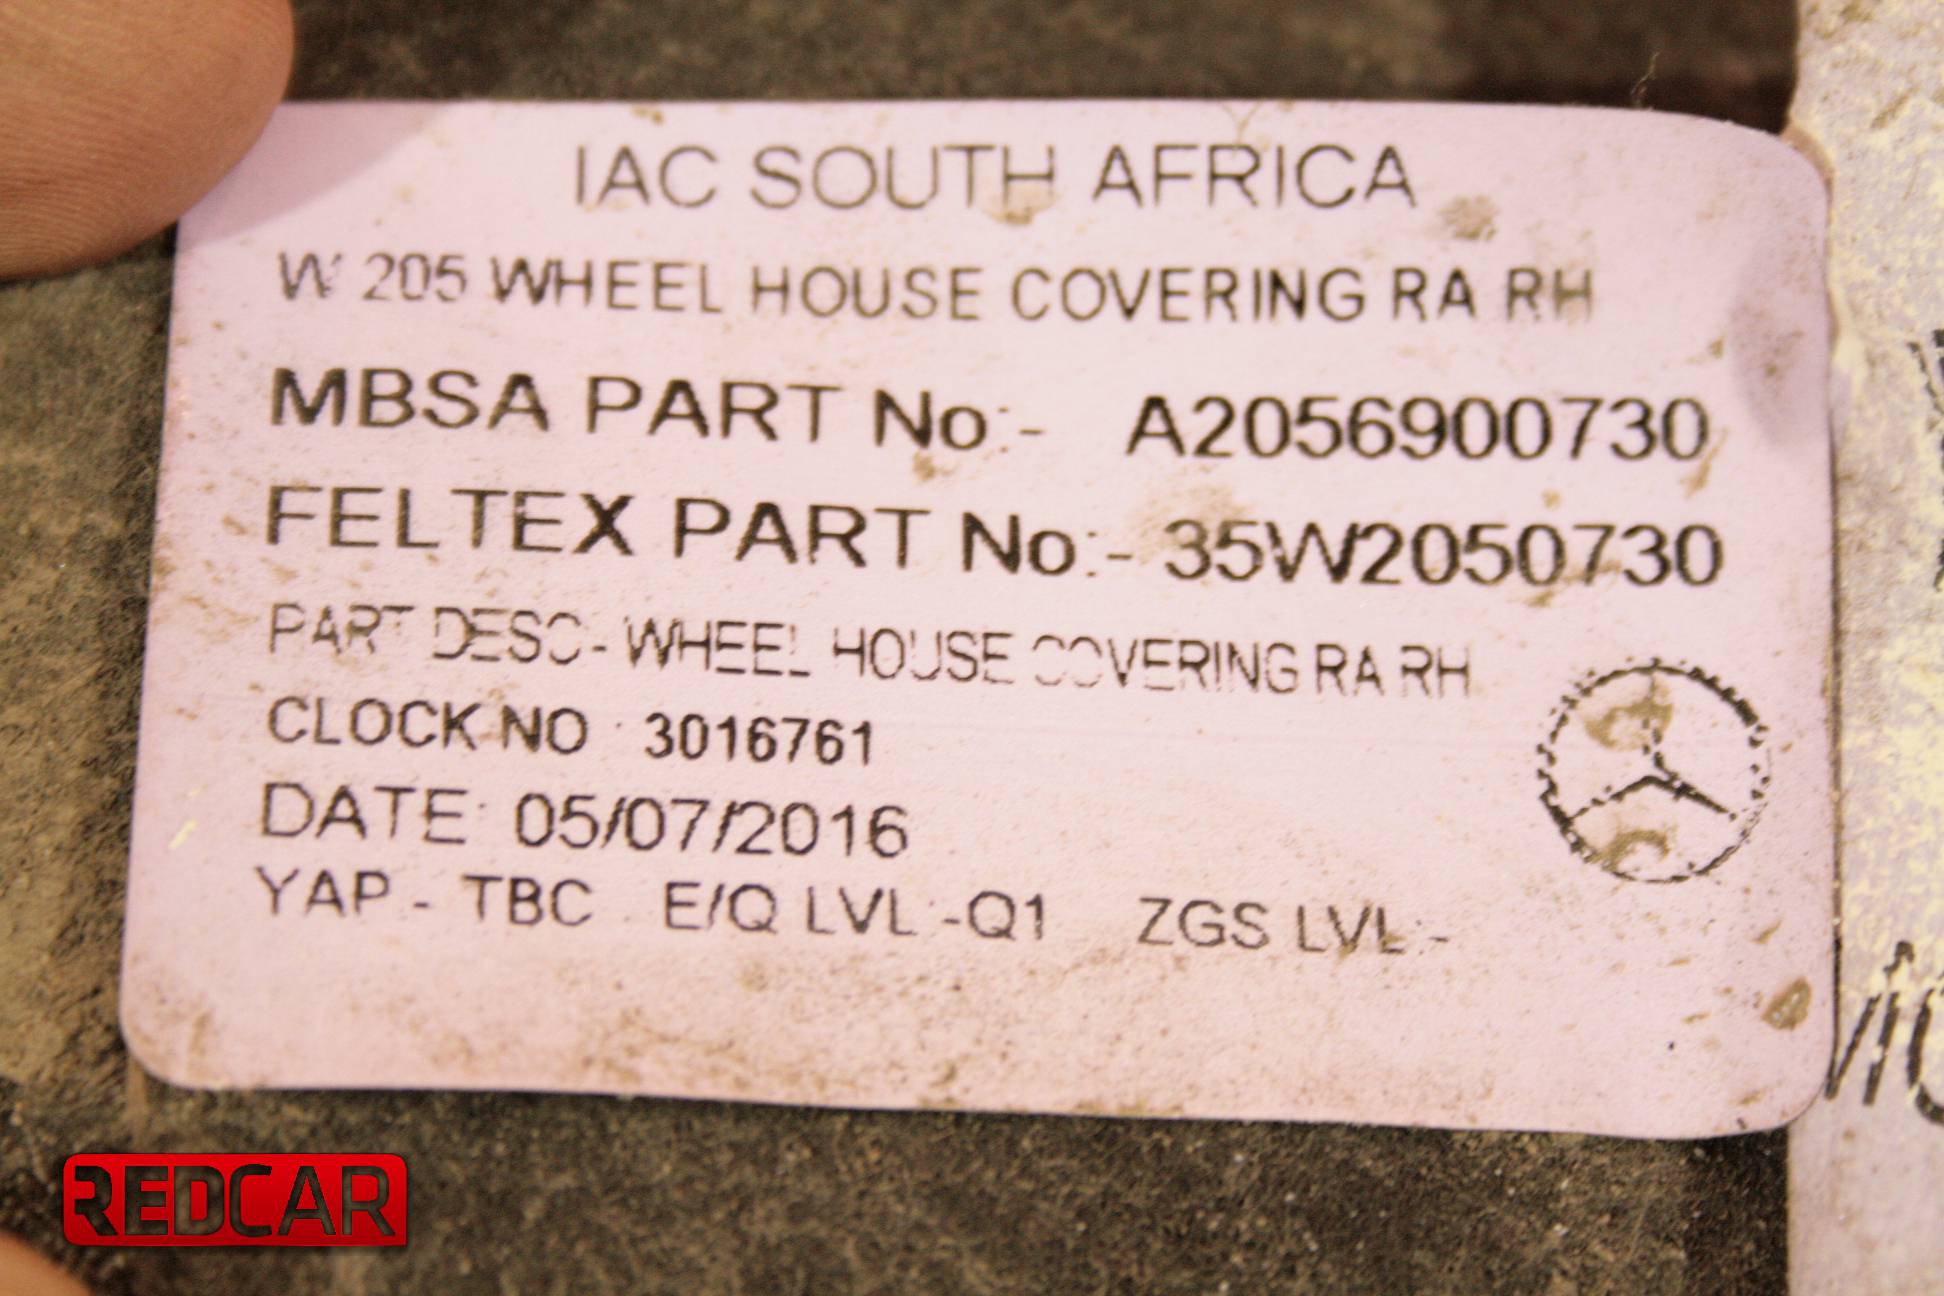 IAC SOUTH AFRICA
W 205 WHEEL HOUSE COVERING RA RH
MBSA PART No:- A2056900730
FELTEX PART No:- 35W2050730
PART DESC- WHEEL HOUSE COVERING RA RH
CLOCK NO : 3016761
DATE: 05/07/2016
YAP - TBC E/Q LVL -Q1 ZGS LVL -
REDCAR